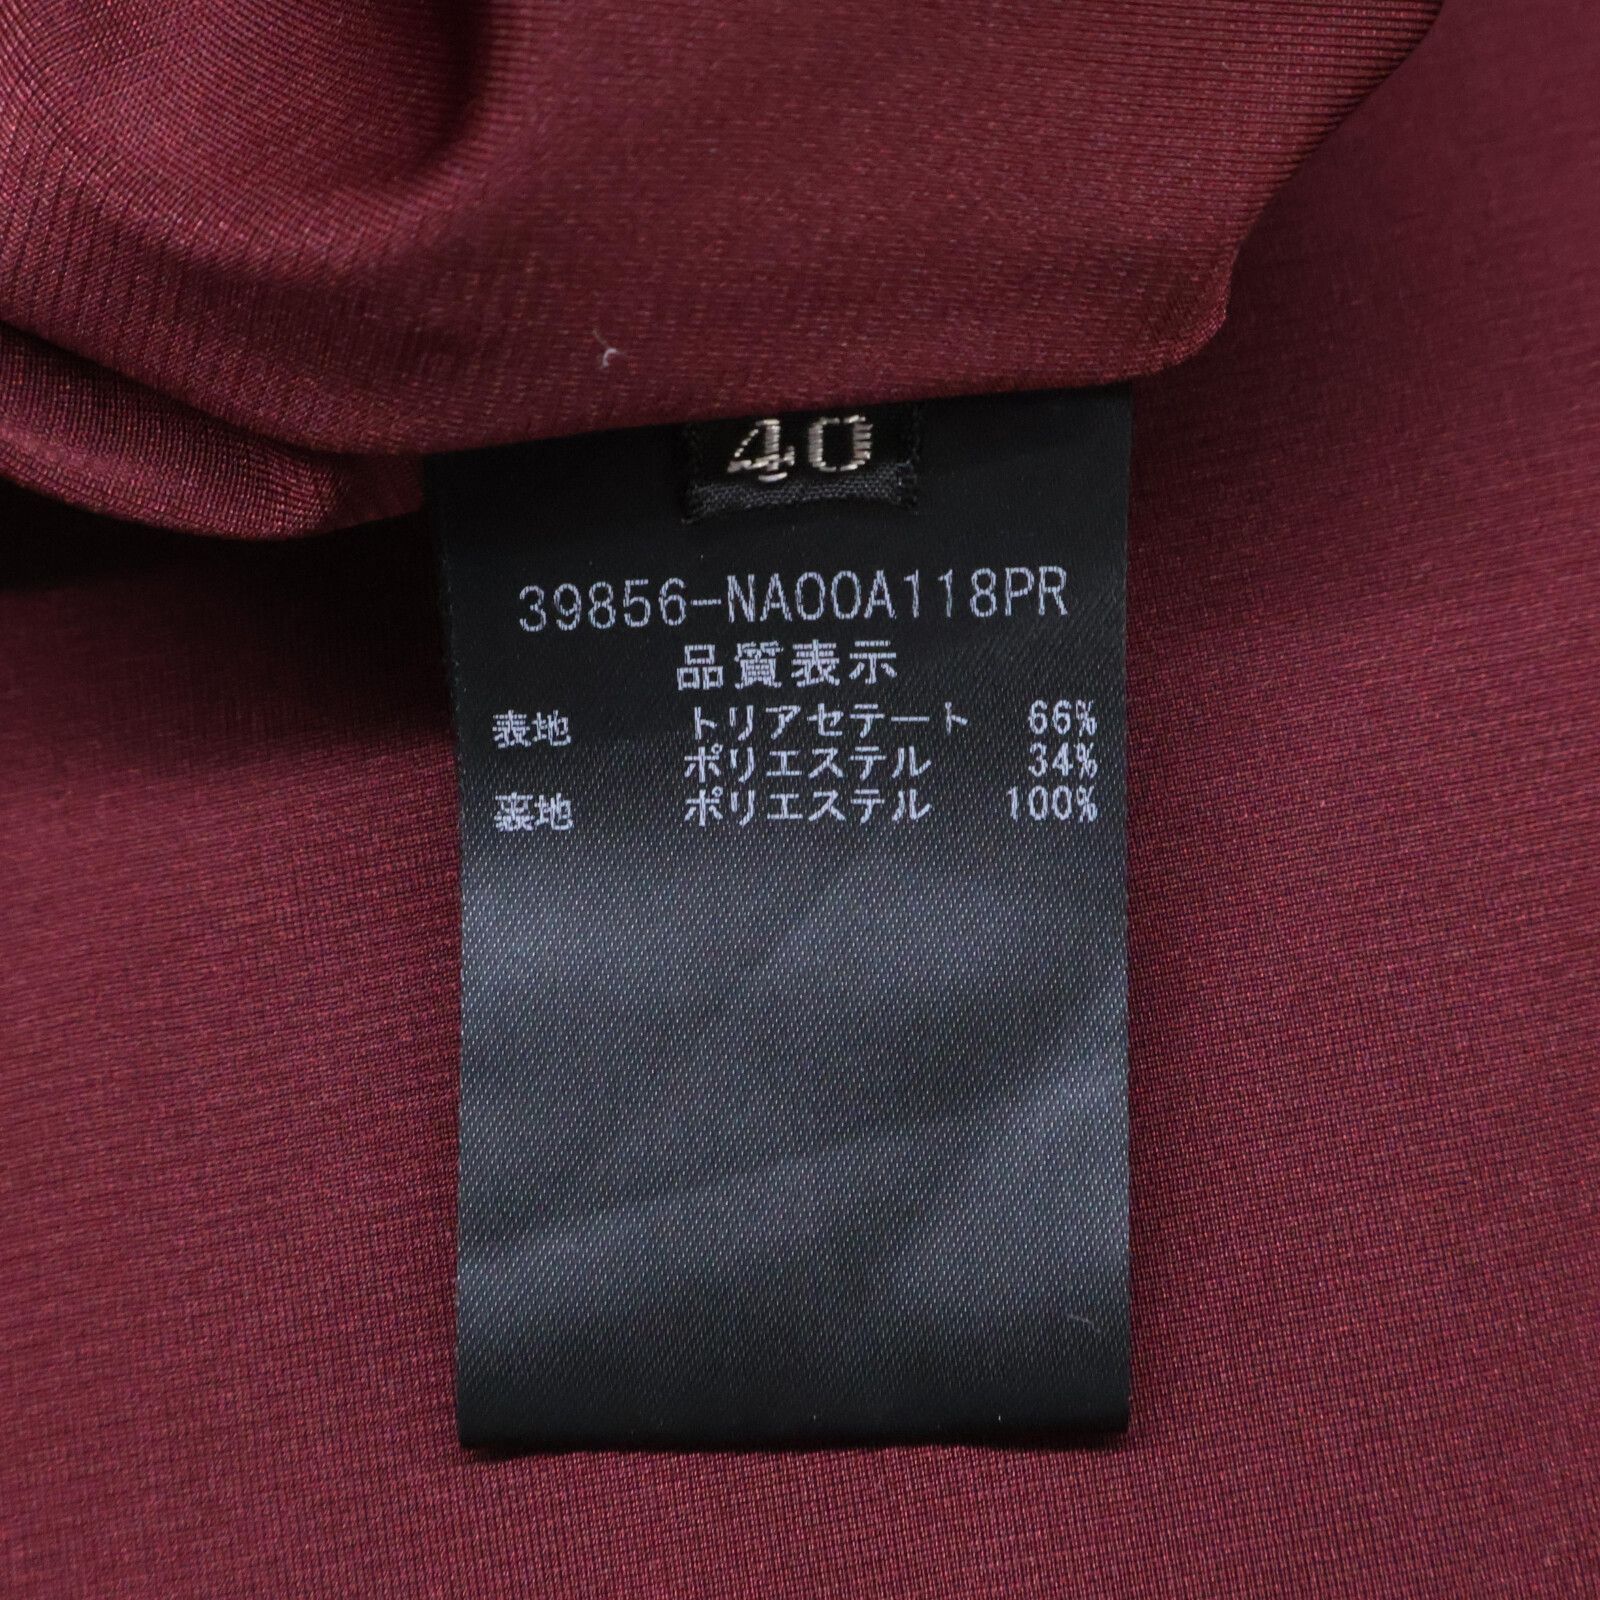 40
39856-NA00A118PR
品質表示
表地 トリアセテート 66%
ポリエステル 34%
裏地 ポリエステル 100%